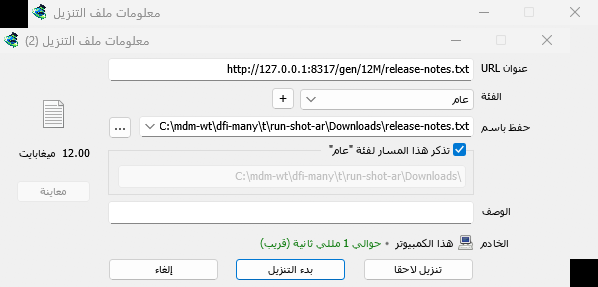 معلومات ملف التنزيل
معلومات ملف التنزيل (2)
عنوان URL
http://127.0.0.1:8317/gen/12M/release-notes.txt
الفئة
عام
+
حفظ باسم
C:\mdm-wt\dfi-many\t\run-shot-ar\Downloads\release-notes.txt
...
12.00 ميغابايت
تذكر هذا المسار لفئة "عام"
C:\mdm-wt\dfi-many\t\run-shot-ar\Downloads\
معاينة
الوصف
الخادم
هذا الكمبيوتر • حوالي 1 مللي ثانية (قريب)
تنزيل لاحقا
بدء التنزيل
إلغاء